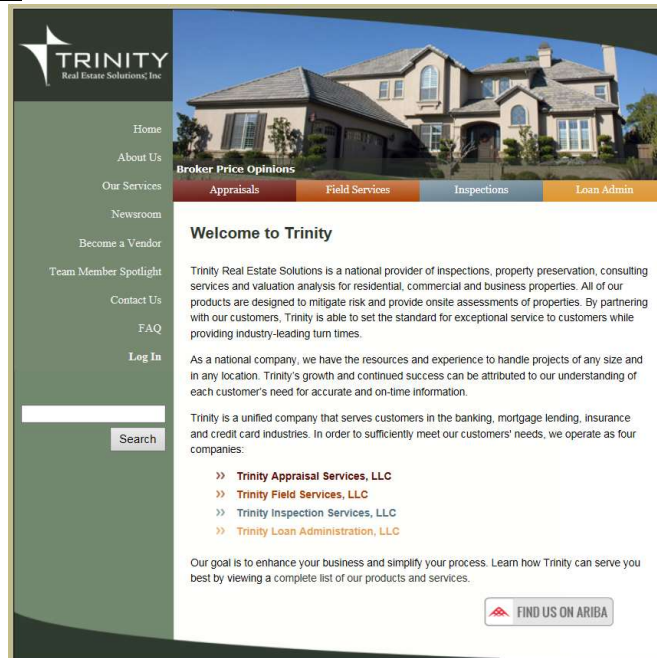 TRINITY
Real Estate Solutions, Inc
Home
About Us
Our Services
Newsroom
Become a Vendor
Team Member Spotlight
Contact Us
FAQ
Log In
Search
Broker Price Opinions
Appraisals
Field Services
Inspections
Loan Admin
Welcome to Trinity
Trinity Real Estate Solutions is a national provider of inspections, property preservation, consulting
services and valuation analysis for residential, commercial and business properties. All of our
products are designed to mitigate risk and provide onsite assessments of properties. By partnering
with our customers, Trinity is able to set the standard for exceptional service to customers while
providing industry-leading turn times.
As a national company, we have the resources and experience to handle projects of any size and
in any location. Trinity's growth and continued success can be attributed to our understanding of
each customer's need for accurate and on-time information.
Trinity is a unified company that serves customers in the banking, mortgage lending, insurance
and credit card industries. In order to sufficiently meet our customers' needs, we operate as four
companies:
›› Trinity Appraisal Services, LLC
›› Trinity Field Services, LLC
›› Trinity Inspection Services, LLC
›› Trinity Loan Administration, LLC
Our goal is to enhance your business and simplify your process. Learn how Trinity can serve you
best by viewing a complete list of our products and services.
FIND US ON ARIBA